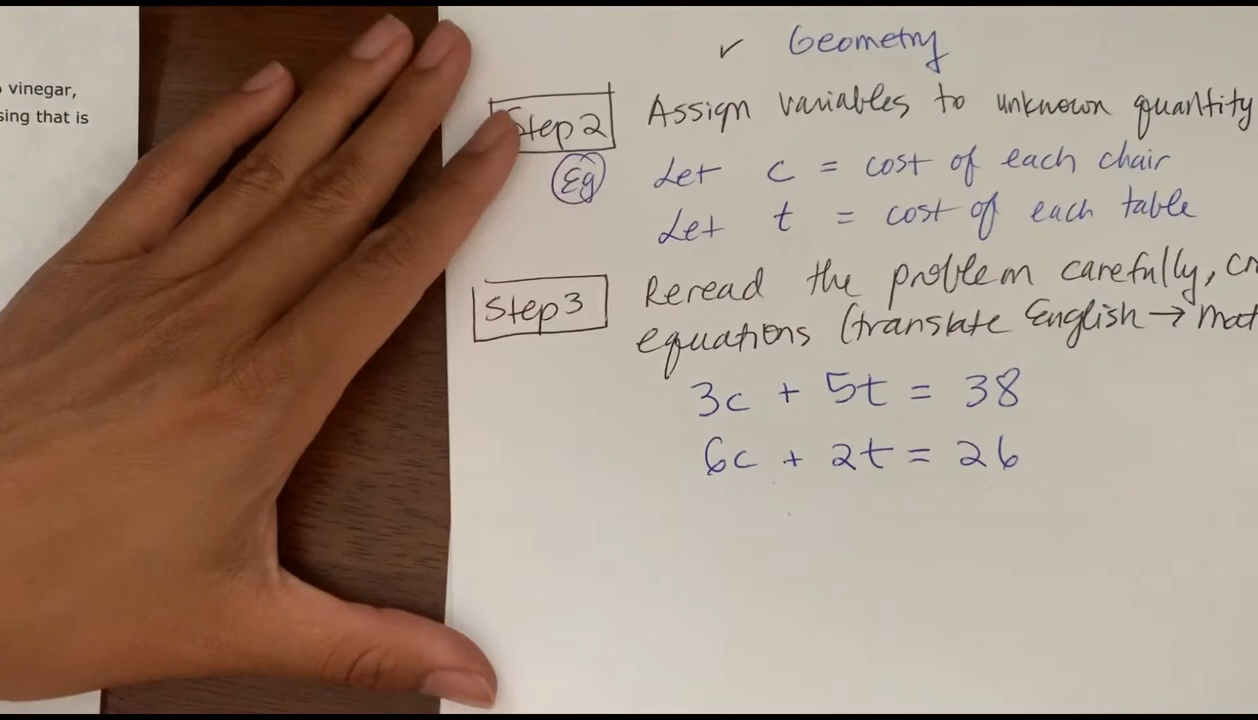 vinegar,
sing that is
✓ Geometry
Step 2 Assign variables to unknown quantity
Eg Let c = cost of each chair
Let t = cost of each table
Step 3 Reread the problem carefully,
equations (translate English →
3c + 5t = 38
6c + 2t = 26